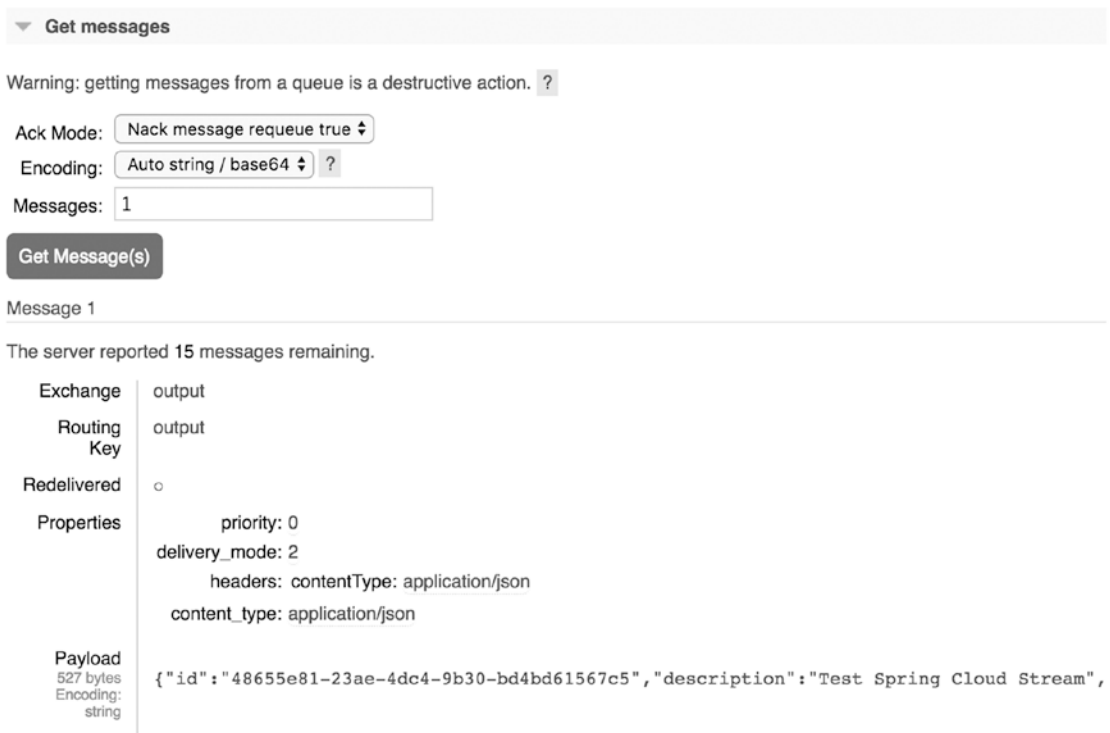 Get messages
Warning: getting messages from a queue is a destructive action. ?
Ack Mode: Nack message requeue true
Encoding: Auto string / base64 ?
Messages: 1
Get Message(s)
Message 1
The server reported 15 messages remaining.
Exchange output
Routing Key output
Redelivered ○
Properties priority: 0
delivery_mode: 2
headers: contentType: application/json
content_type: application/json
Payload
527 bytes
Encoding: string
{"id":"48655e81-23ae-4dc4-9b30-bd4bd61567c5","description":"Test Spring Cloud Stream",